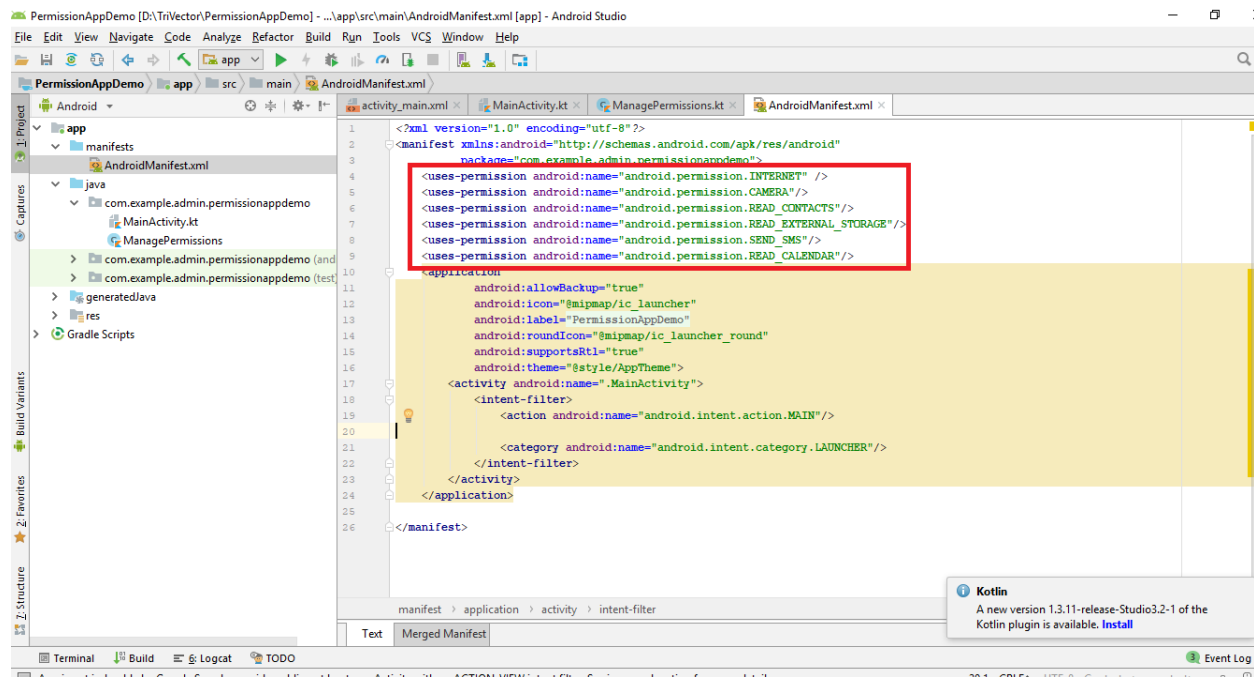 PermissionAppDemo [D:\TriVector\PermissionAppDemo] - ...\app\src\main\AndroidManifest.xml [app] - Android Studio
File Edit View Navigate Code Analyze Refactor Build Run Tools VCS Window Help
app
PermissionAppDemo app src main AndroidManifest.xml
1: Project
Captures
Build Variants
2: Favorites
Z: Structure
Android
app
manifests
AndroidManifest.xml
java
com.example.admin.permissionappdemo
MainActivity.kt
ManagePermissions
com.example.admin.permissionappdemo (and
com.example.admin.permissionappdemo (test
generatedJava
res
Gradle Scripts
activity_main.xml MainActivity.kt ManagePermissions.kt AndroidManifest.xml
1 <?xml version="1.0" encoding="utf-8"?>
2 <manifest xmlns:android="http://schemas.android.com/apk/res/android"
3 package="com.example.admin.permissionappdemo">
4 <uses-permission android:name="android.permission.INTERNET" />
5 <uses-permission android:name="android.permission.CAMERA"/>
6 <uses-permission android:name="android.permission.READ_CONTACTS"/>
7 <uses-permission android:name="android.permission.READ_EXTERNAL_STORAGE"/>
8 <uses-permission android:name="android.permission.SEND_SMS"/>
9 <uses-permission android:name="android.permission.READ_CALENDAR"/>
10 <application
11 android:allowBackup="true"
12 android:icon="@mipmap/ic_launcher"
13 android:label="PermissionAppDemo"
14 android:roundIcon="@mipmap/ic_launcher_round"
15 android:supportsRtl="true"
16 android:theme="@style/AppTheme">
17 <activity android:name=".MainActivity">
18 <intent-filter>
19 <action android:name="android.intent.action.MAIN"/>
20
21 <category android:name="android.intent.category.LAUNCHER"/>
22 </intent-filter>
23 </activity>
24 </application>
25
26 </manifest>
manifest › application › activity › intent-filter
Text Merged Manifest
Kotlin
A new version 1.3.11-release-Studio3.2-1 of the
Kotlin plugin is available. Install
Terminal Build 6: Logcat TODO
3 Event Log